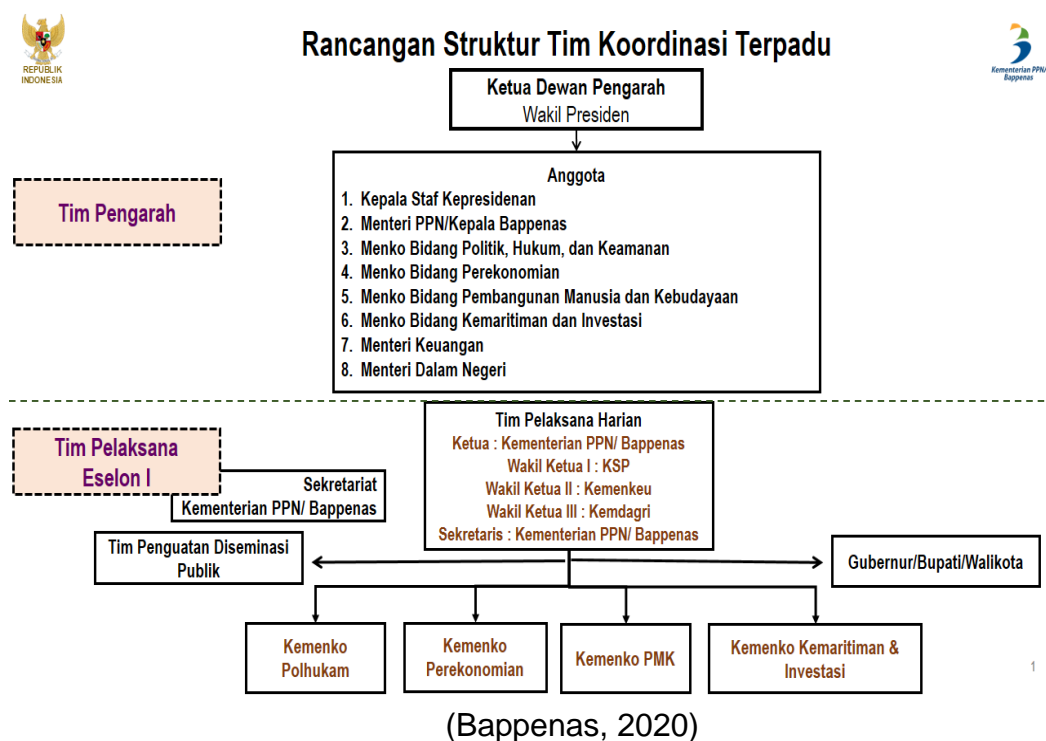 REPUBLIK
INDONESIA
Rancangan Struktur Tim Koordinasi Terpadu
Kementerian PPN/
Bappenas
Ketua Dewan Pengarah
Wakil Presiden
Tim Pengarah
Anggota
1. Kepala Staf Kepresidenan
2. Menteri PPN/Kepala Bappenas
3. Menko Bidang Politik, Hukum, dan Keamanan
4. Menko Bidang Perekonomian
5. Menko Bidang Pembangunan Manusia dan Kebudayaan
6. Menko Bidang Kemaritiman dan Investasi
7. Menteri Keuangan
8. Menteri Dalam Negeri
Tim Pelaksana
Eselon I
Sekretariat
Kementerian PPN/ Bappenas
Tim Pelaksana Harian
Ketua : Kementerian PPN/ Bappenas
Wakil Ketua I : KSP
Wakil Ketua II : Kemenkeu
Wakil Ketua III : Kemdagri
Sekretaris : Kementerian PPN/ Bappenas
Tim Penguatan Diseminasi
Publik
Gubernur/Bupati/Walikota
Kemenko
Polhukam
Kemenko
Perekonomian
Kemenko PMK
Kemenko Kemaritiman &
Investasi
1
(Bappenas, 2020)